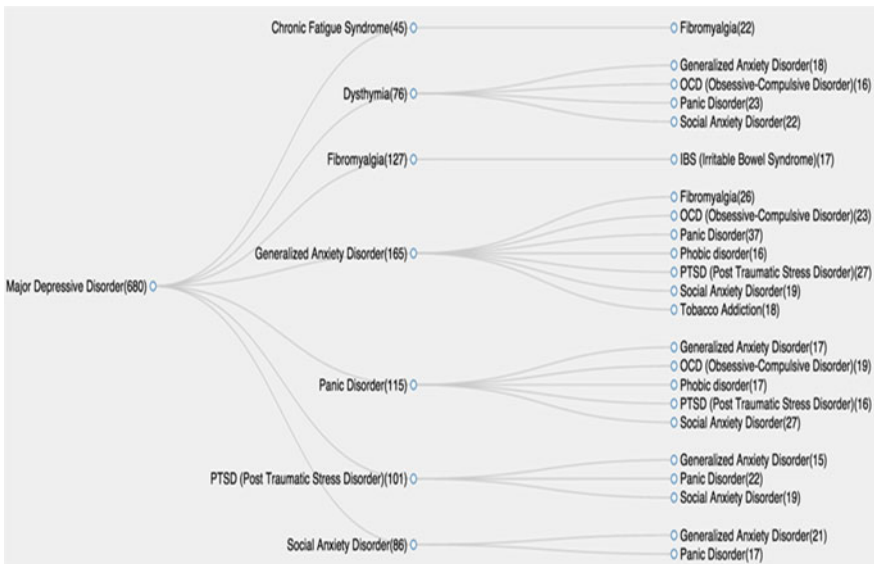 Major Depressive Disorder(680)
Chronic Fatigue Syndrome(45)
Fibromyalgia(22)
Dysthymia(76)
Generalized Anxiety Disorder(18)
OCD (Obsessive-Compulsive Disorder)(16)
Panic Disorder(23)
Social Anxiety Disorder(22)
Fibromyalgia(127)
IBS (Irritable Bowel Syndrome)(17)
Generalized Anxiety Disorder(165)
Fibromyalgia(26)
OCD (Obsessive-Compulsive Disorder)(23)
Panic Disorder(37)
Phobic disorder(16)
PTSD (Post Traumatic Stress Disorder)(27)
Social Anxiety Disorder(19)
Tobacco Addiction(18)
Panic Disorder(115)
Generalized Anxiety Disorder(17)
OCD (Obsessive-Compulsive Disorder)(19)
Phobic disorder(17)
PTSD (Post Traumatic Stress Disorder)(16)
Social Anxiety Disorder(27)
PTSD (Post Traumatic Stress Disorder)(101)
Generalized Anxiety Disorder(15)
Panic Disorder(22)
Social Anxiety Disorder(19)
Social Anxiety Disorder(86)
Generalized Anxiety Disorder(21)
Panic Disorder(17)